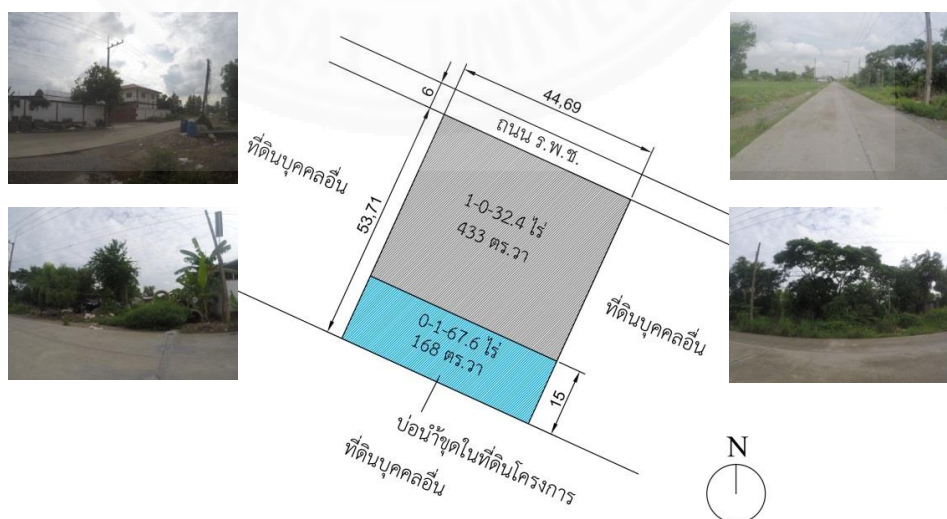 SAT UNIVE
44,69
6
ถนน ร.พ.ช.
ที่ดินบุคคลอื่น
53,71
1-0-32.4 ไร่
433 ตร.วา
ที่ดินบุคคลอื่น
0-1-67.6 ไร่
168 ตร.วา
15
บ่อน้ำขุดในที่ดินโครงการ
ที่ดินบุคคลอื่น
N